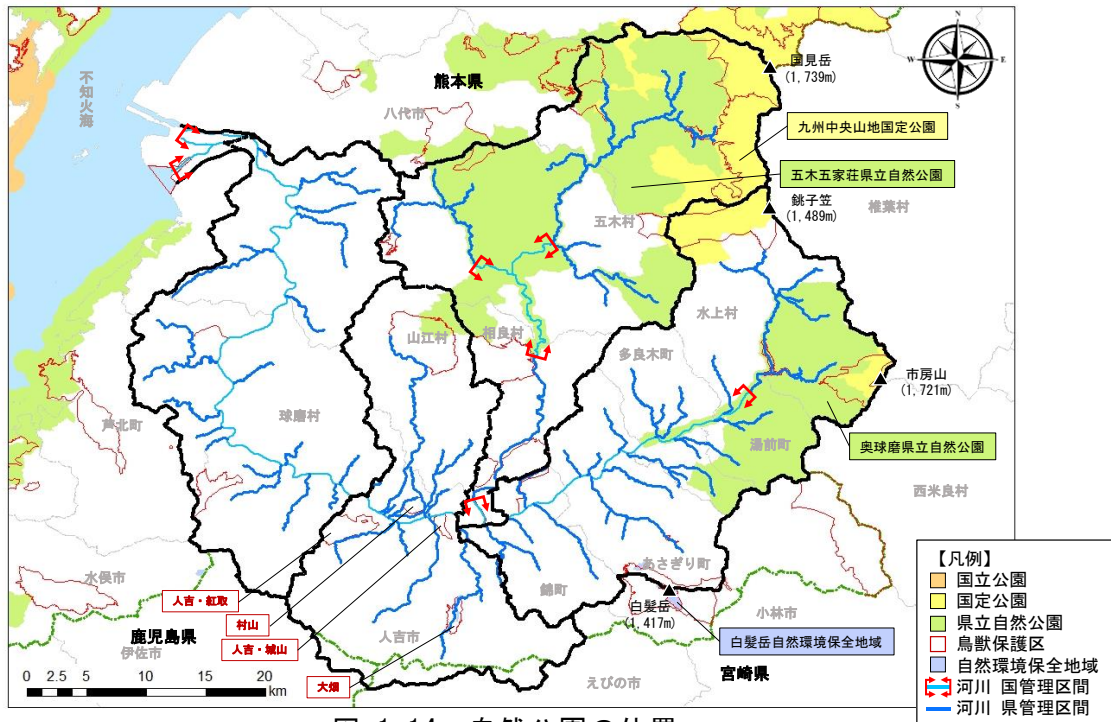 N
W
E
S
国見岳
(1,739m)
不知火海
熊本県
八代市
九州中央山地国定公園
五木五家荘県立自然公園
銚子笠
(1,489m)
椎葉村
五木村
水上村
相良村
山江村
多良木町
市房山
(1,721m)
芦北町
球磨村
湯前町
奥球磨県立自然公園
西米良村
あさぎり町
水俣市
錦町
白髪岳
(1,417m)
小林市
人吉・紅取
村山
人吉・城山
大畑
鹿児島県
伊佐市
人吉市
白髪岳自然環境保全地域
宮崎県
えびの市
0 2.5 5 10 15 20
km
【凡例】
国立公園
国定公園
県立自然公園
鳥獣保護区
自然環境保全地域
河川 国管理区間
河川 県管理区間